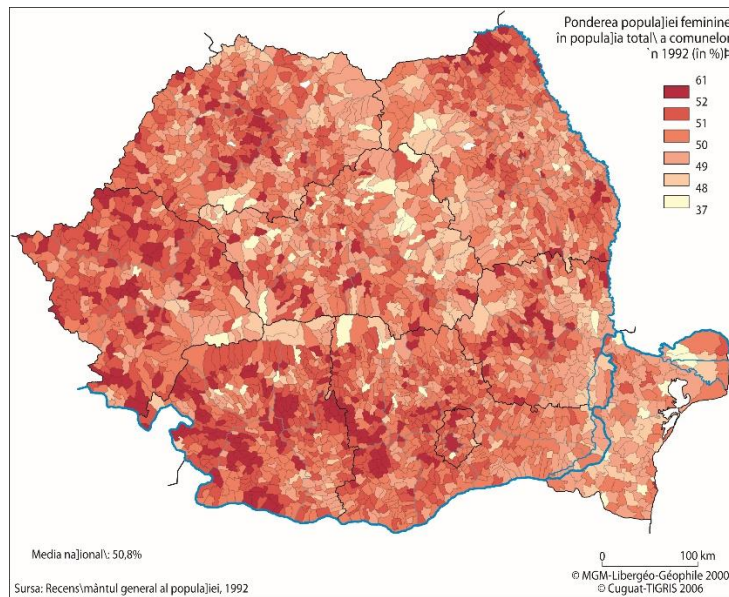 Ponderea popula]iei feminine
în popula]ia total\ a comunelor
`n 1992 (în %)Þ
61
52
51
50
49
48
37
Media na]ional\: 50,8%
0 100 km
Sursa: Recens\mântul general al popula]iei, 1992
© MGM-Libergéo-Géophile 2000
© Cuguat-TIGRIS 2006